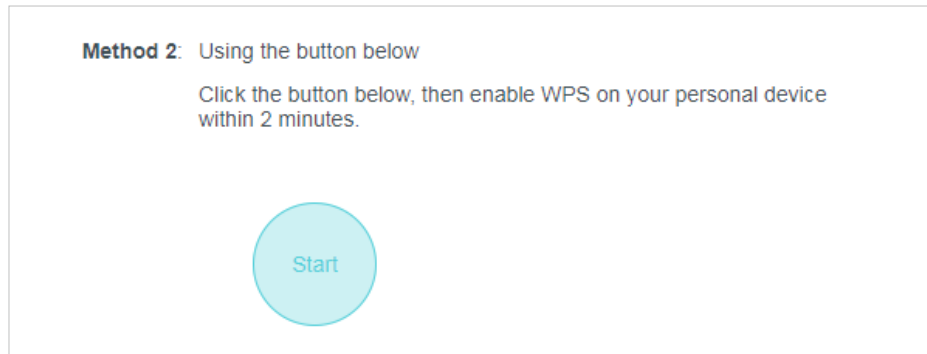 Method 2: Using the button below
Click the button below, then enable WPS on your personal device
within 2 minutes.
Start